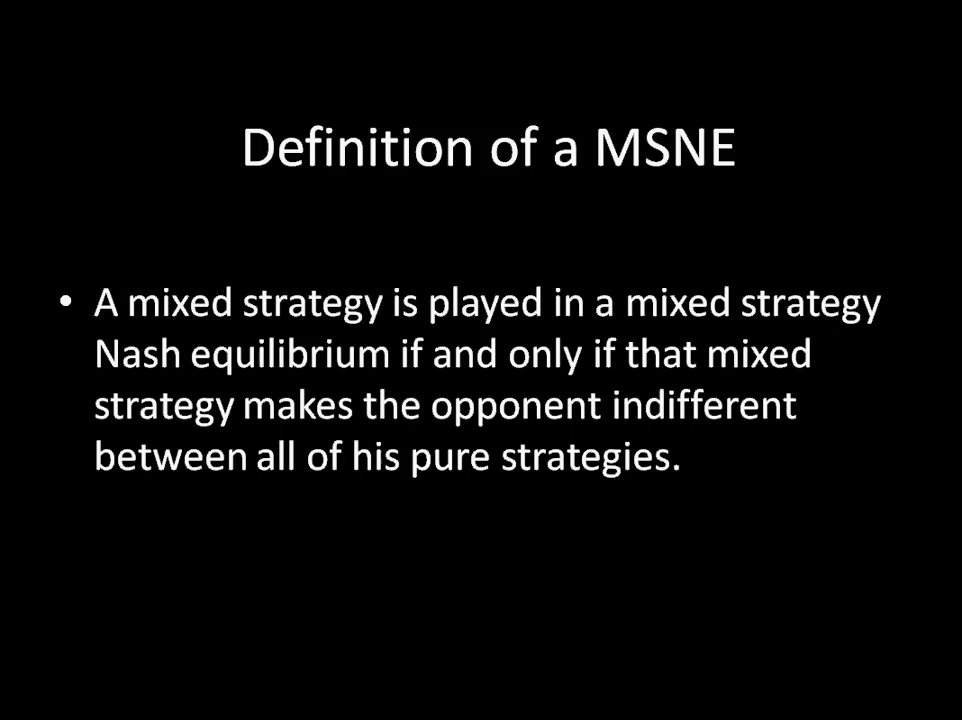 Definition of a MSNE
• A mixed strategy is played in a mixed strategy
Nash equilibrium if and only if that mixed
strategy makes the opponent indifferent
between all of his pure strategies.